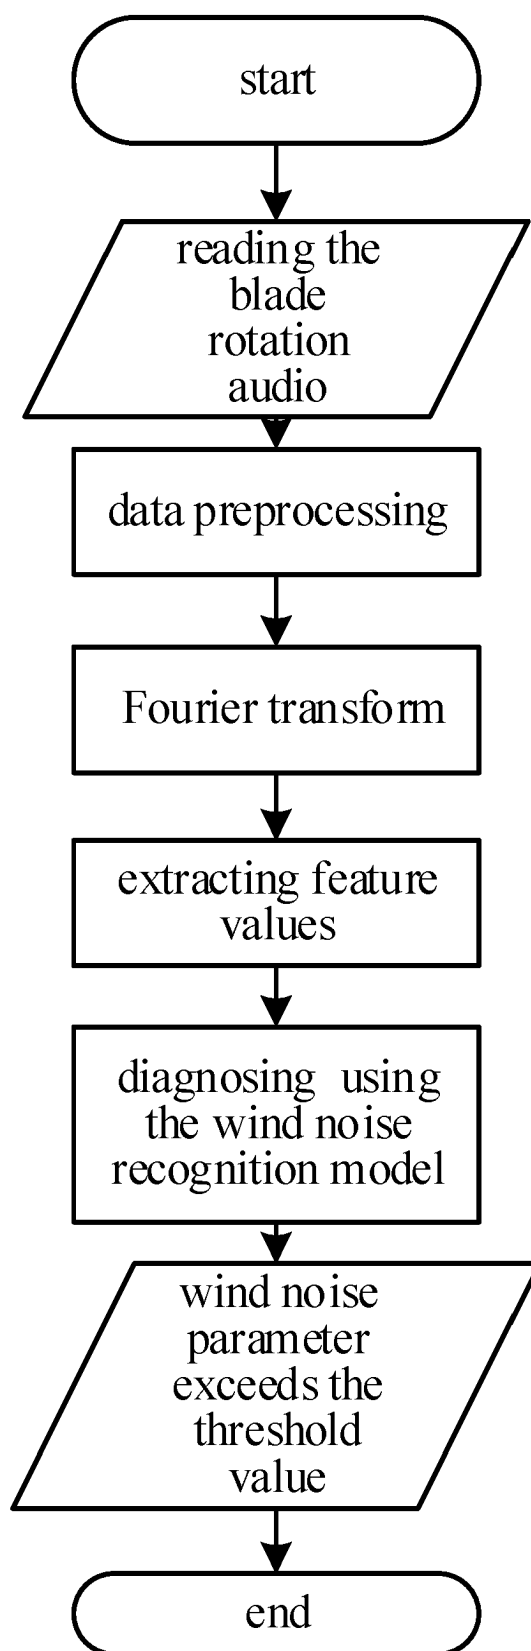 start
reading the
blade
rotation
audio
data preprocessing
Fourier transform
extracting feature
values
diagnosing using
the wind noise
recognition model
wind noise
parameter
exceeds the
threshold
value
end